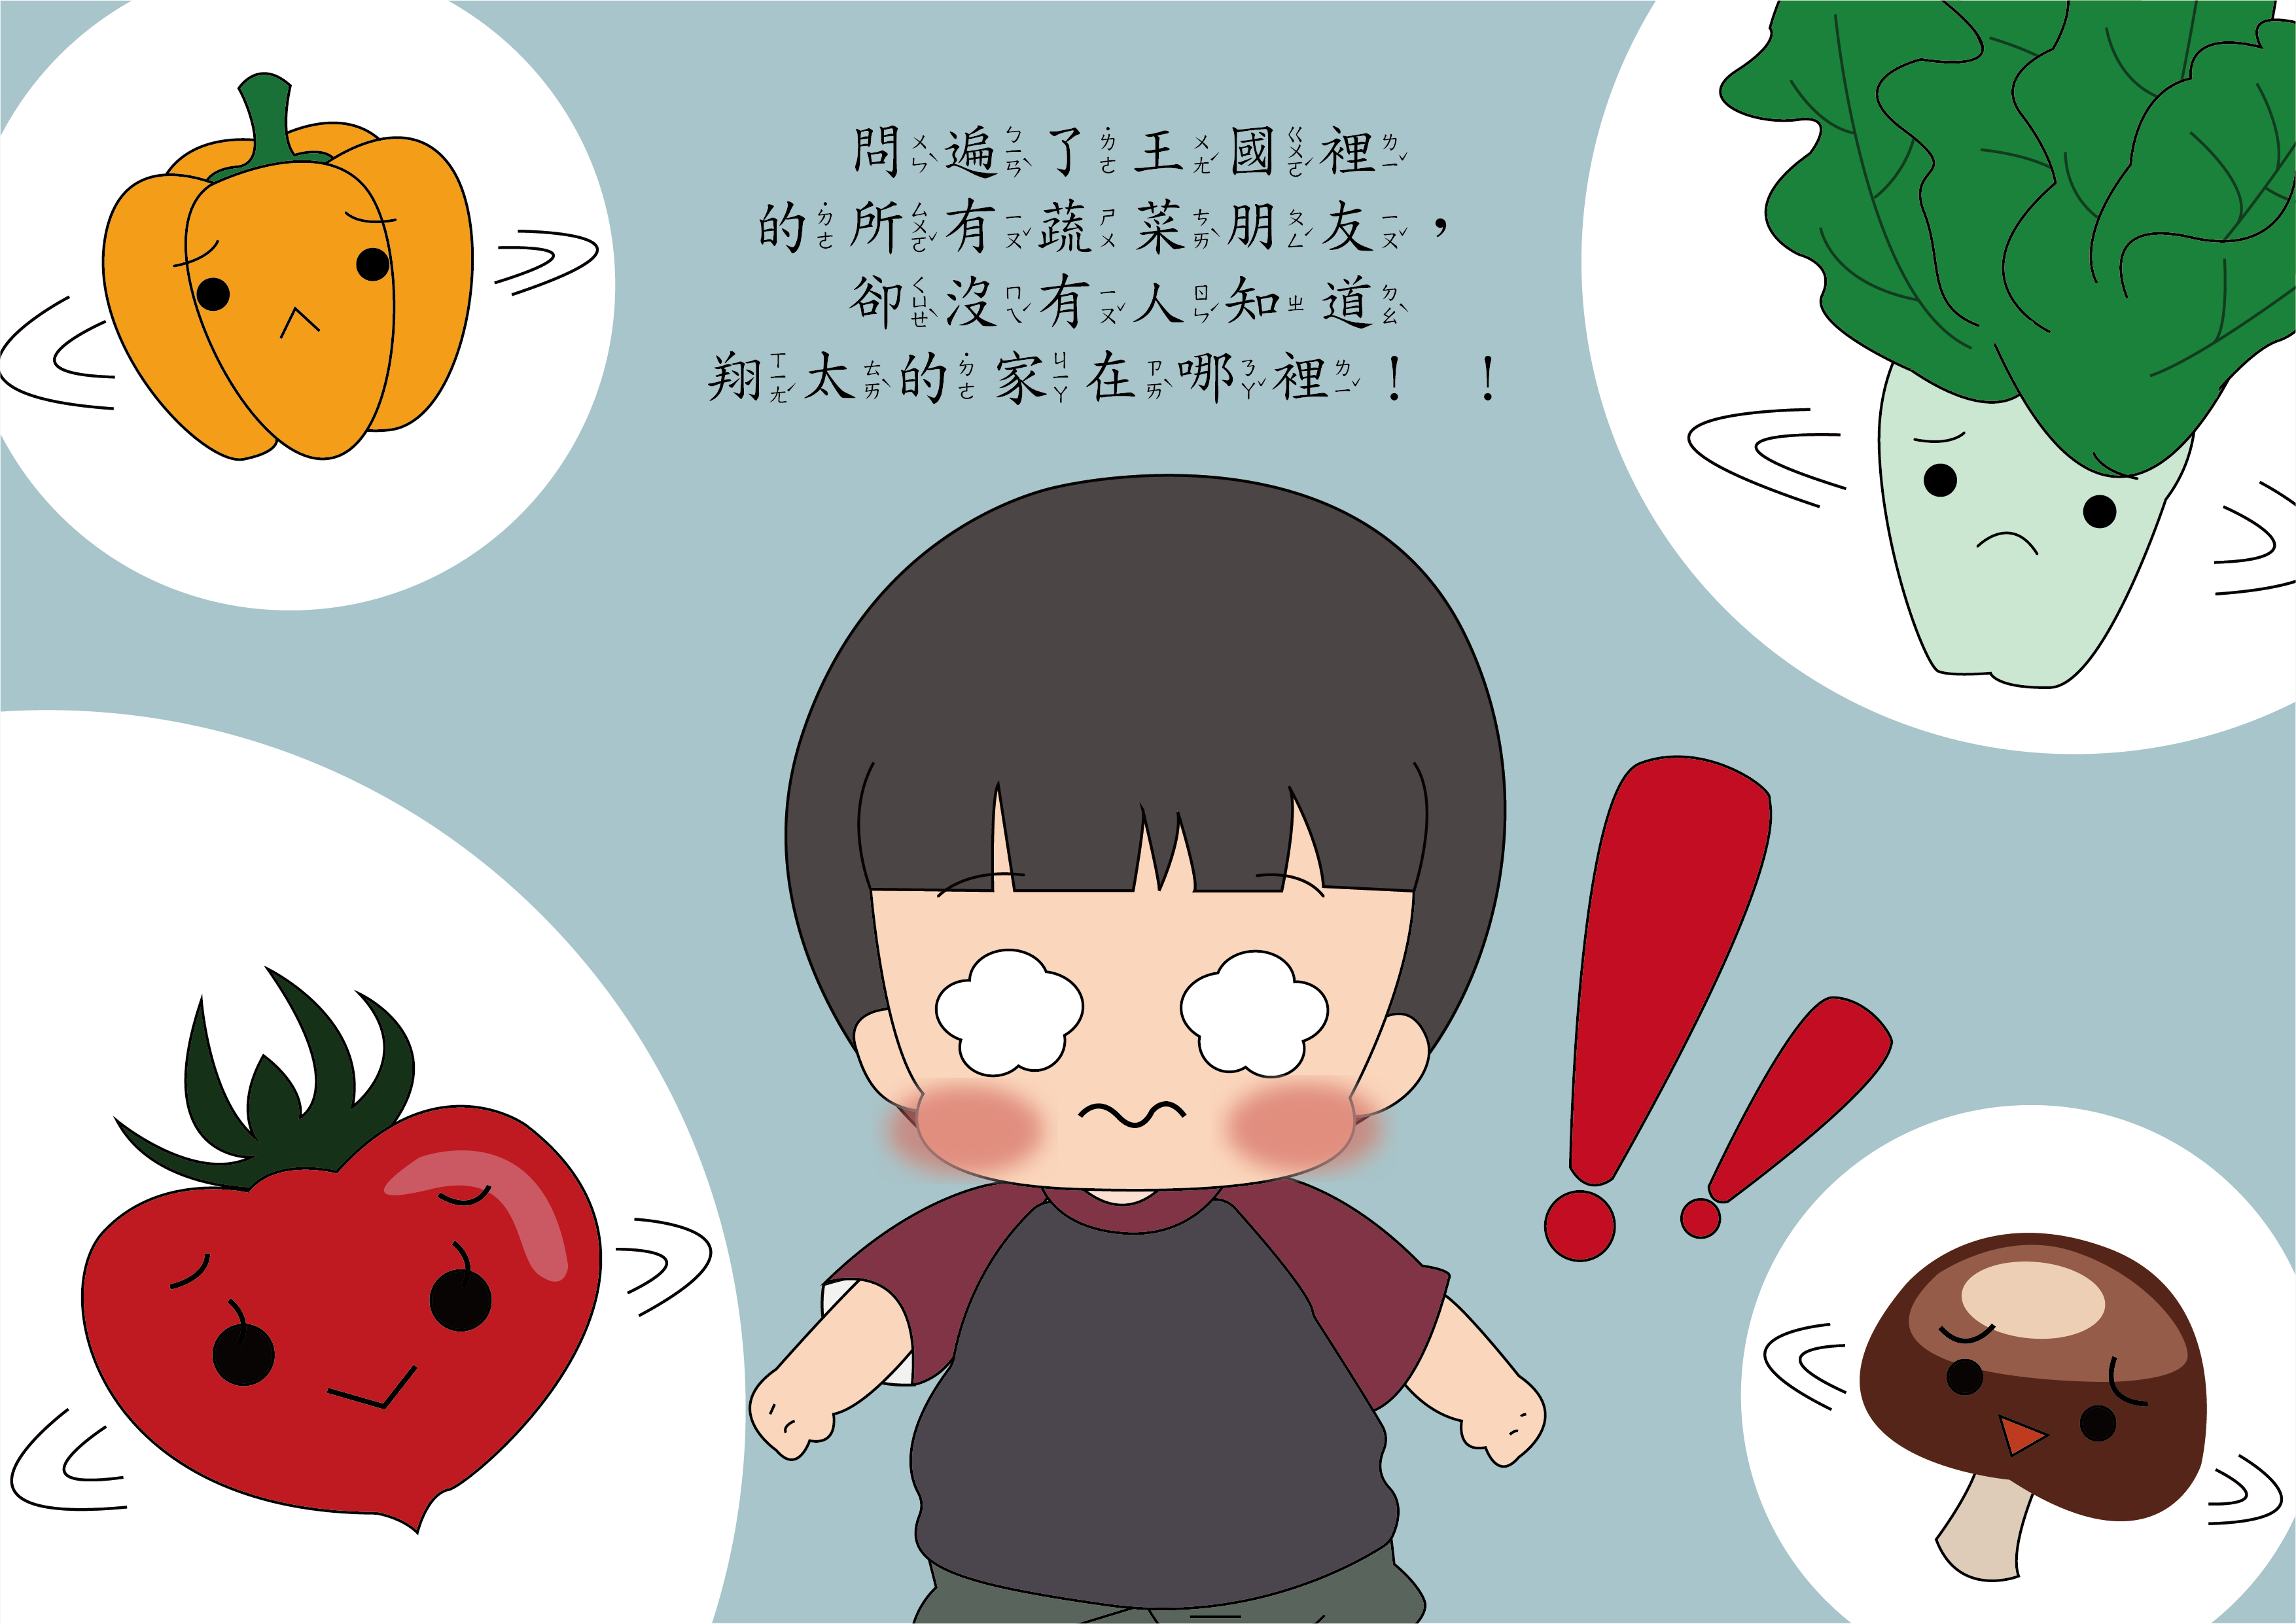 問遍了王國裡
的所有蔬菜朋友，
卻沒有人知道
翔太的家在哪裡！！